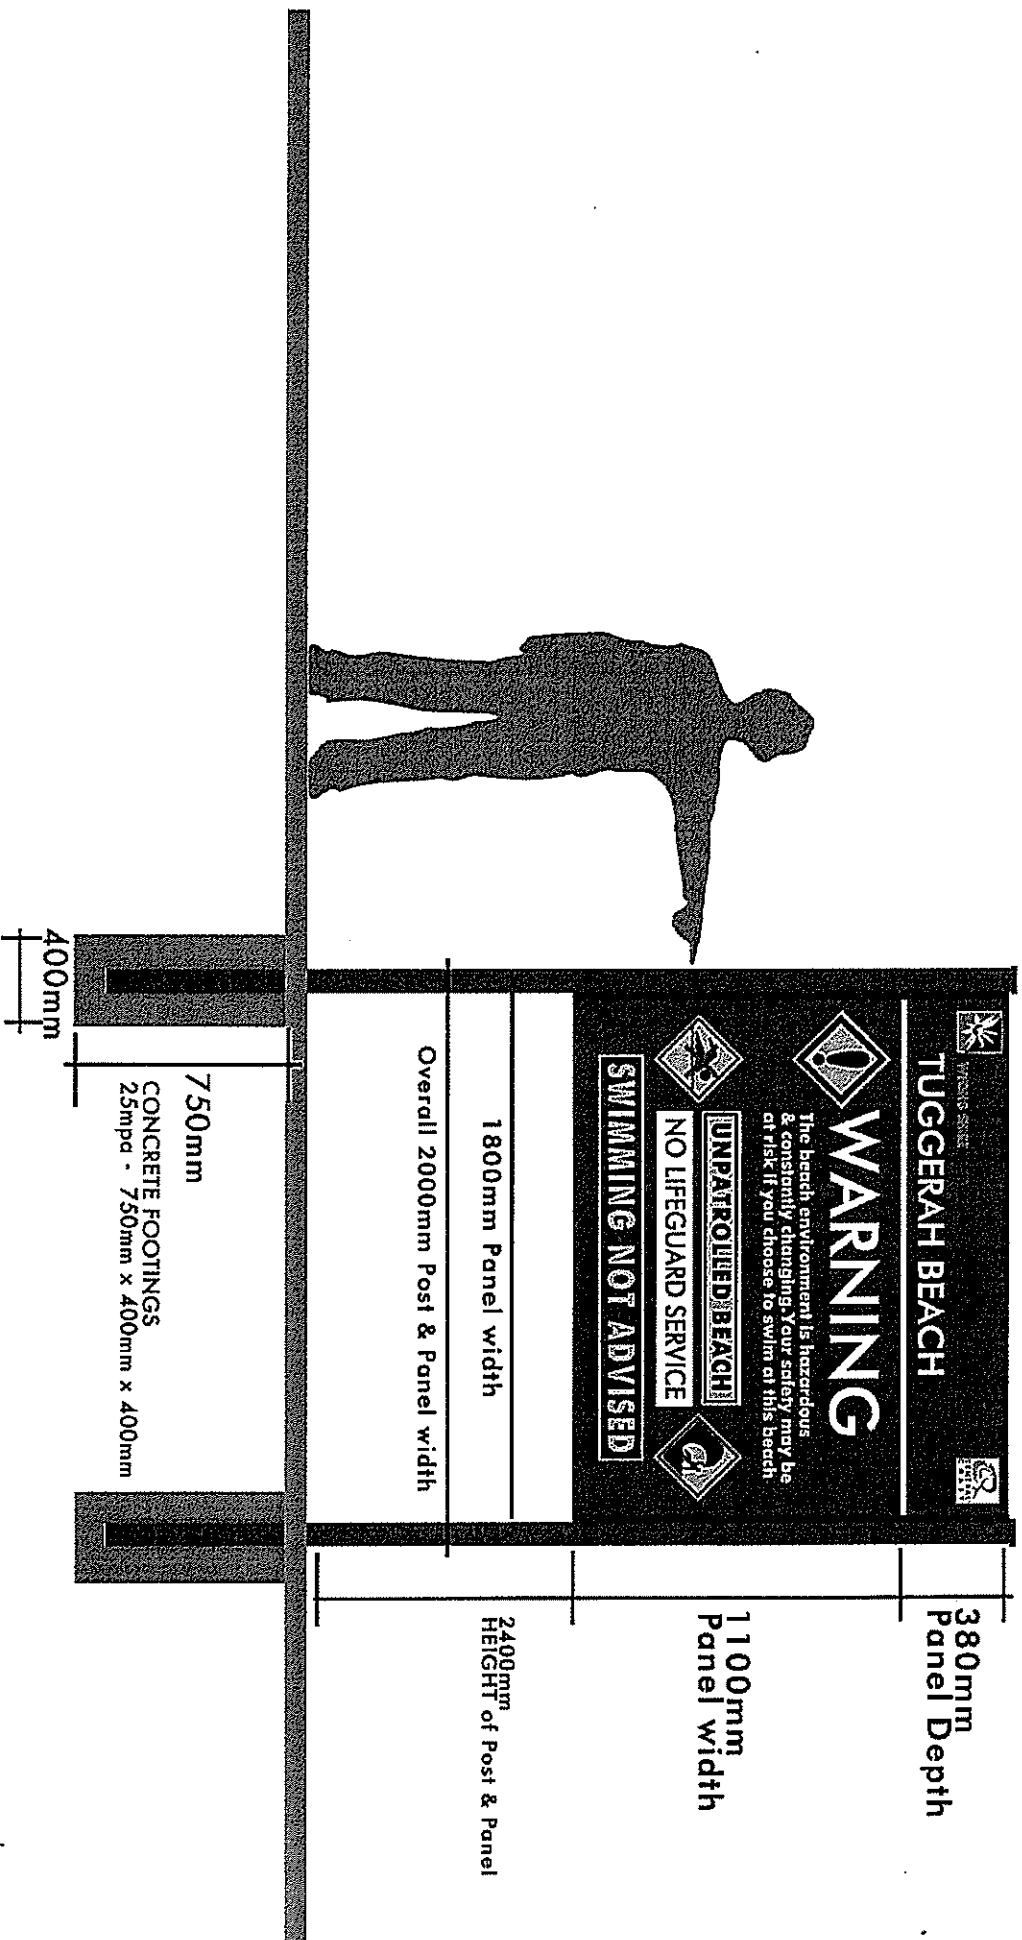 WYONG SHIRE
TUGGERAH BEACH
WARNING
The beach environment is hazardous
& constantly changing. Your safety may be
at risk if you choose to swim at this beach
UNPATROLLED BEACH
NO LIFEGUARD SERVICE
SWIMMING NOT ADVISED
380mm
Panel Depth
1100mm
Panel width
2400mm
HEIGHT of Post & Panel
1800mm Panel width
Overall 2000mm Post & Panel width
750mm
CONCRETE FOOTINGS
25mpa - 750mm x 400mm x 400mm
400mm